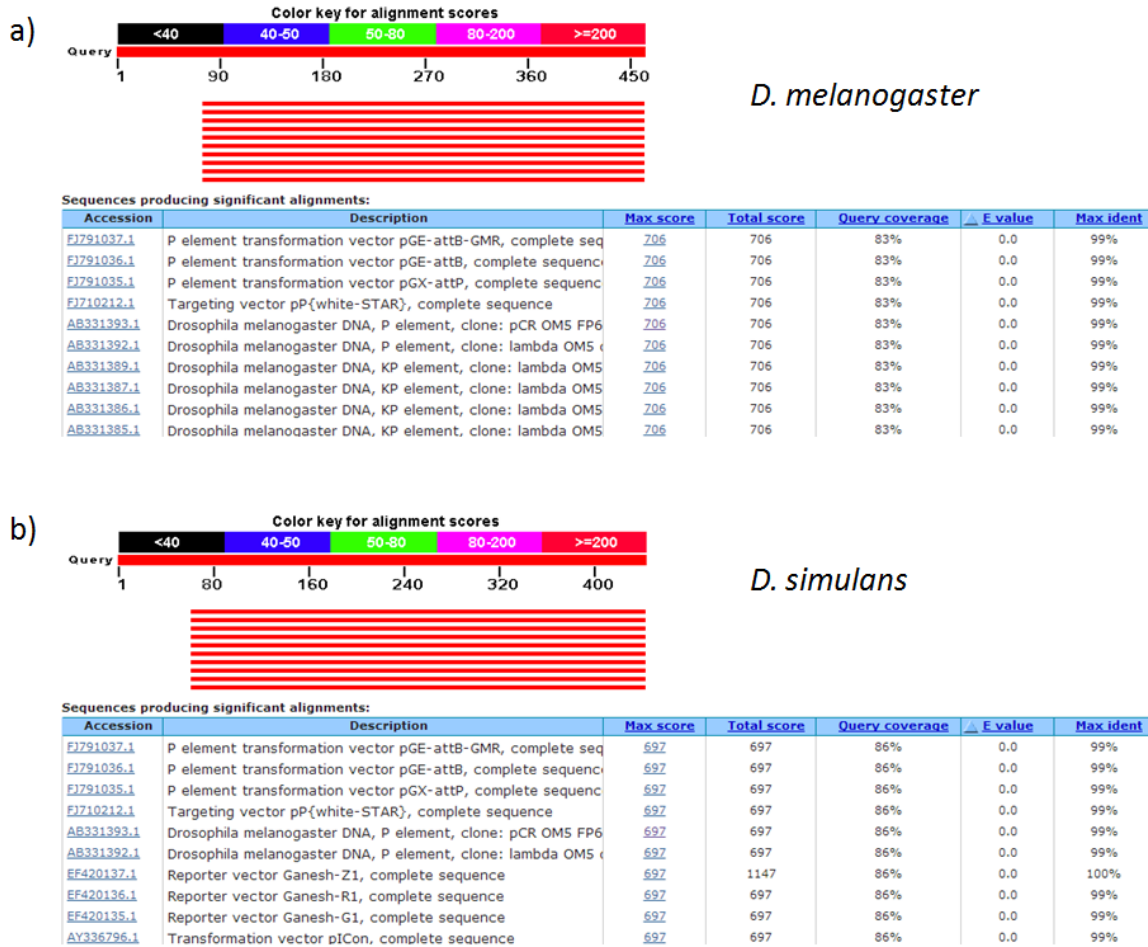 a)
Color key for alignment scores
<40 40-50 50-80 80-200 >=200
Query
1 90 180 270 360 450
D. melanogaster
Sequences producing significant alignments:
Accession Description Max score Total score Query coverage E value Max ident
FJ791037.1 P element transformation vector pGE-attB-GMR, complete seq 706 706 83% 0.0 99%
FJ791036.1 P element transformation vector pGE-attB, complete sequence 706 706 83% 0.0 99%
FJ791035.1 P element transformation vector pGX-attP, complete sequenc 706 706 83% 0.0 99%
FJ710212.1 Targeting vector pP{white-STAR}, complete sequence 706 706 83% 0.0 99%
AB331393.1 Drosophila melanogaster DNA, P element, clone: pCR OM5 FP6 706 706 83% 0.0 99%
AB331392.1 Drosophila melanogaster DNA, P element, clone: lambda OM5 706 706 83% 0.0 99%
AB331389.1 Drosophila melanogaster DNA, KP element, clone: lambda OM5 706 706 83% 0.0 99%
AB331387.1 Drosophila melanogaster DNA, KP element, clone: lambda OM5 706 706 83% 0.0 99%
AB331386.1 Drosophila melanogaster DNA, KP element, clone: lambda OM5 706 706 83% 0.0 99%
AB331385.1 Drosophila melanogaster DNA, KP element, clone: lambda OM5 706 706 83% 0.0 99%
b)
Color key for alignment scores
<40 40-50 50-80 80-200 >=200
Query
1 80 160 240 320 400
D. simulans
Sequences producing significant alignments:
Accession Description Max score Total score Query coverage E value Max ident
FJ791037.1 P element transformation vector pGE-attB-GMR, complete seq 697 697 86% 0.0 99%
FJ791036.1 P element transformation vector pGE-attB, complete sequence 697 697 86% 0.0 99%
FJ791035.1 P element transformation vector pGX-attP, complete sequenc 697 697 86% 0.0 99%
FJ710212.1 Targeting vector pP{white-STAR}, complete sequence 697 697 86% 0.0 99%
AB331393.1 Drosophila melanogaster DNA, P element, clone: pCR OM5 FP6 697 697 86% 0.0 99%
AB331392.1 Drosophila melanogaster DNA, P element, clone: lambda OM5 697 697 86% 0.0 99%
EF420137.1 Reporter vector Ganesh-Z1, complete sequence 697 1147 86% 0.0 100%
EF420136.1 Reporter vector Ganesh-R1, complete sequence 697 697 86% 0.0 99%
EF420135.1 Reporter vector Ganesh-G1, complete sequence 697 697 86% 0.0 99%
AY336796.1 Transformation vector pICon, complete sequence 697 697 86% 0.0 99%